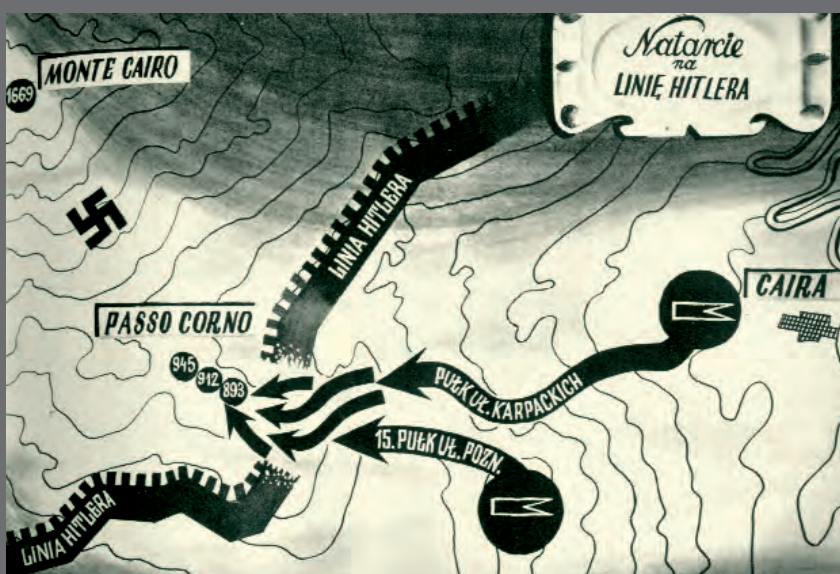 Natarcie
na
LINIĘ HITLERA
MONTE CAIRO
1669
LINIA HITLERA
CAIRA
PASSO CORNO
945
912
893
PUŁK UŁ. KARPACKICH
15. PUŁK UŁ. POZN.
LINIA HITLERA